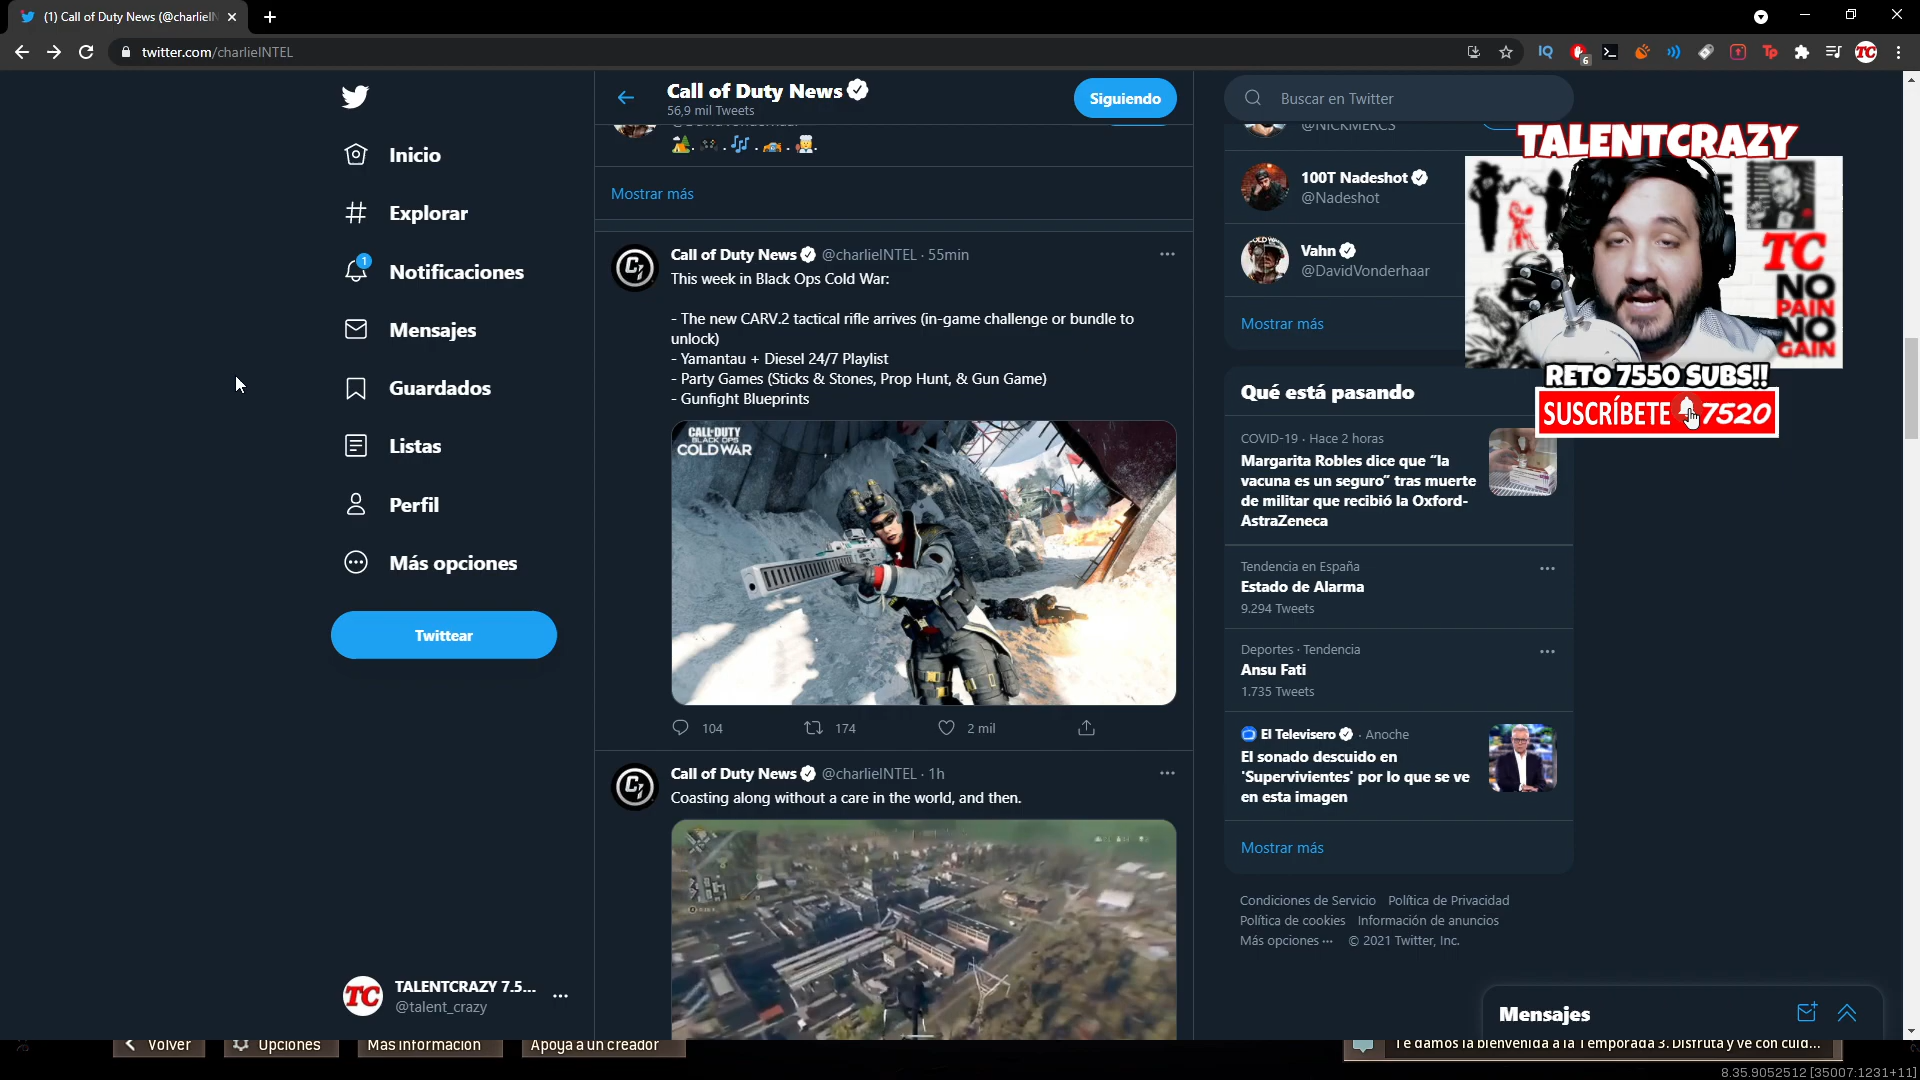 (1) Call of Duty News (@charlieIN
twitter.com/charlieINTEL
6
TC
Inicio
Explorar
1
Notificaciones
Mensajes
Guardados
Listas
Perfil
Más opciones
Twittear
TC
TALENTCRAZY 7.5...
@talent_crazy
Call of Duty News
56,9 mil Tweets
Siguiendo
Mostrar más
Call of Duty News @charlieINTEL · 55min
This week in Black Ops Cold War:
- The new CARV.2 tactical rifle arrives (in-game challenge or bundle to
unlock)
- Yamantau + Diesel 24/7 Playlist
- Party Games (Sticks & Stones, Prop Hunt, & Gun Game)
- Gunfight Blueprints
CALL·DUTY
BLACK OPS
COLD WAR
104
174
2 mil
Call of Duty News @charlieINTEL · 1h
Coasting along without a care in the world, and then.
Buscar en Twitter
@NICKMERCS
100T Nadeshot
@Nadeshot
Vahn
@DavidVonderhaar
Mostrar más
TALENTCRAZY
TC
NO
PAIN
NO
GAIN
RETO 7550 SUBS!!
SUSCRÍBETE 7520
Qué está pasando
COVID-19 · Hace 2 horas
Margarita Robles dice que “la
vacuna es un seguro” tras muerte
de militar que recibió la Oxford-
AstraZeneca
Tendencia en España
Estado de Alarma
9.294 Tweets
Deportes · Tendencia
Ansu Fati
1.735 Tweets
El Televisero · Anoche
El sonado descuido en
'Supervivientes' por lo que se ve
en esta imagen
Mostrar más
Condiciones de Servicio Política de Privacidad
Política de cookies Información de anuncios
Más opciones ··· © 2021 Twitter, Inc.
Mensajes
Volver
Opciones
Más información
Apoya a un creador
Te damos la bienvenida a la Temporada 3. Disfruta y ve con cuid...
8.35.9052512 [35007:1231+11]